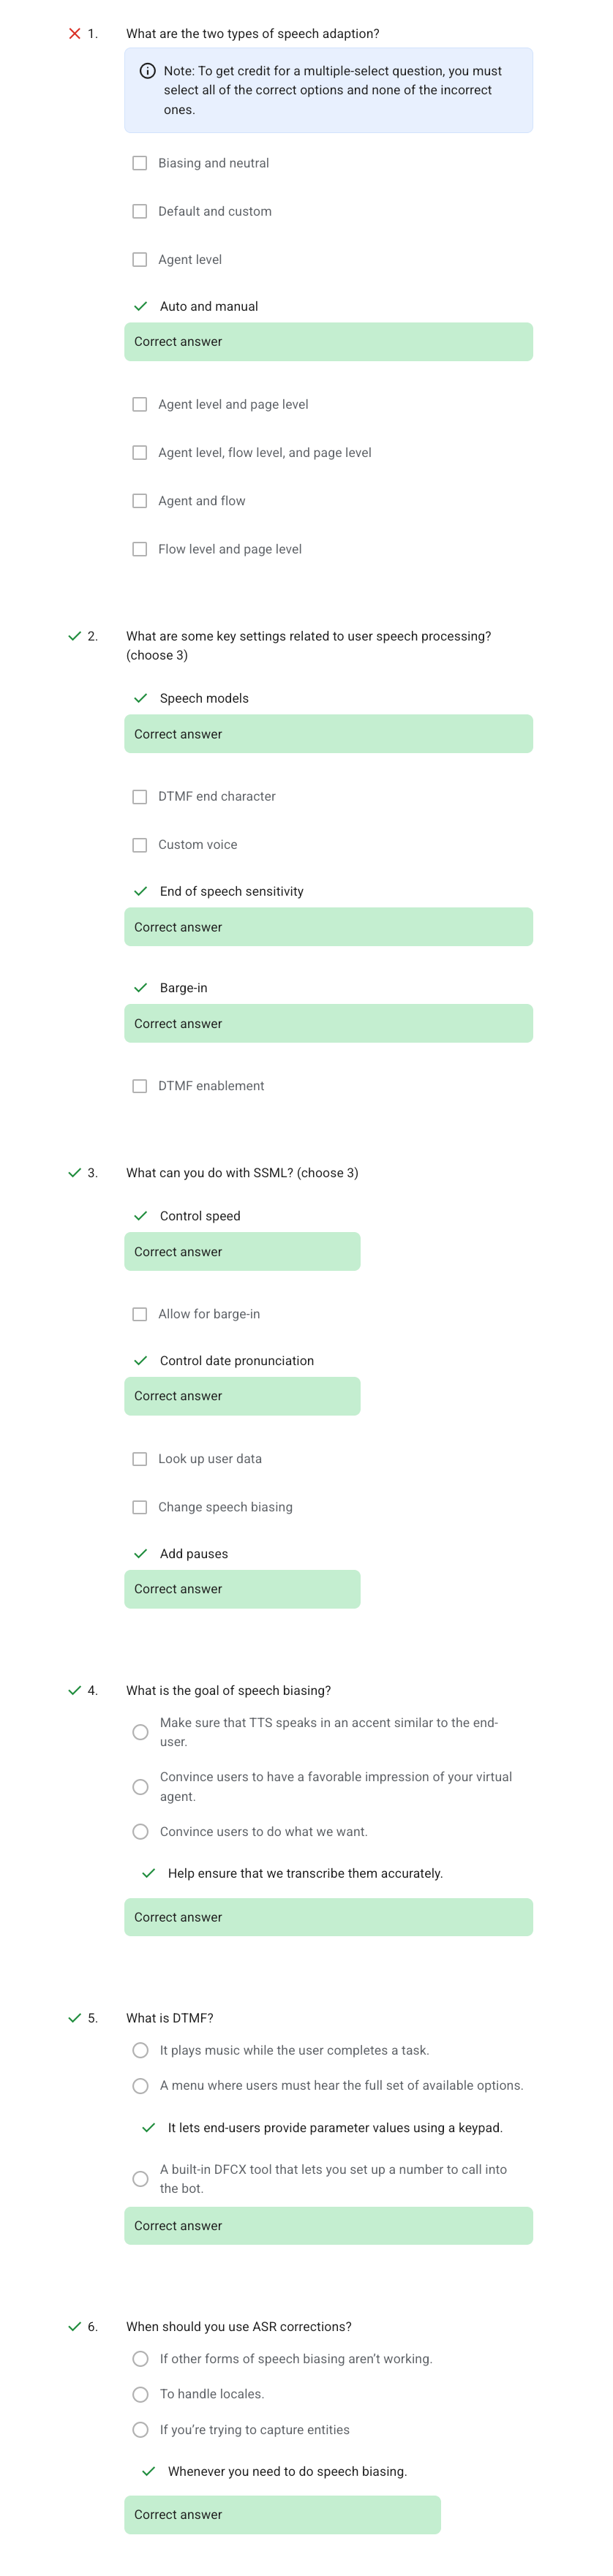 1. What are the two types of speech adaption?
Note: To get credit for a multiple-select question, you must
select all of the correct options and none of the incorrect
ones.
Biasing and neutral
Default and custom
Agent level
Auto and manual
Correct answer
Agent level and page level
Agent level, flow level, and page level
Agent and flow
Flow level and page level
2. What are some key settings related to user speech processing?
(choose 3)
Speech models
Correct answer
DTMF end character
Custom voice
End of speech sensitivity
Correct answer
Barge-in
Correct answer
DTMF enablement
3. What can you do with SSML? (choose 3)
Control speed
Correct answer
Allow for barge-in
Control date pronunciation
Correct answer
Look up user data
Change speech biasing
Add pauses
Correct answer
4. What is the goal of speech biasing?
Make sure that TTS speaks in an accent similar to the end-
user.
Convince users to have a favorable impression of your virtual
agent.
Convince users to do what we want.
Help ensure that we transcribe them accurately.
Correct answer
5. What is DTMF?
It plays music while the user completes a task.
A menu where users must hear the full set of available options.
It lets end-users provide parameter values using a keypad.
A built-in DFCX tool that lets you set up a number to call into
the bot.
Correct answer
6. When should you use ASR corrections?
If other forms of speech biasing aren't working.
To handle locales.
If you're trying to capture entities
Whenever you need to do speech biasing.
Correct answer